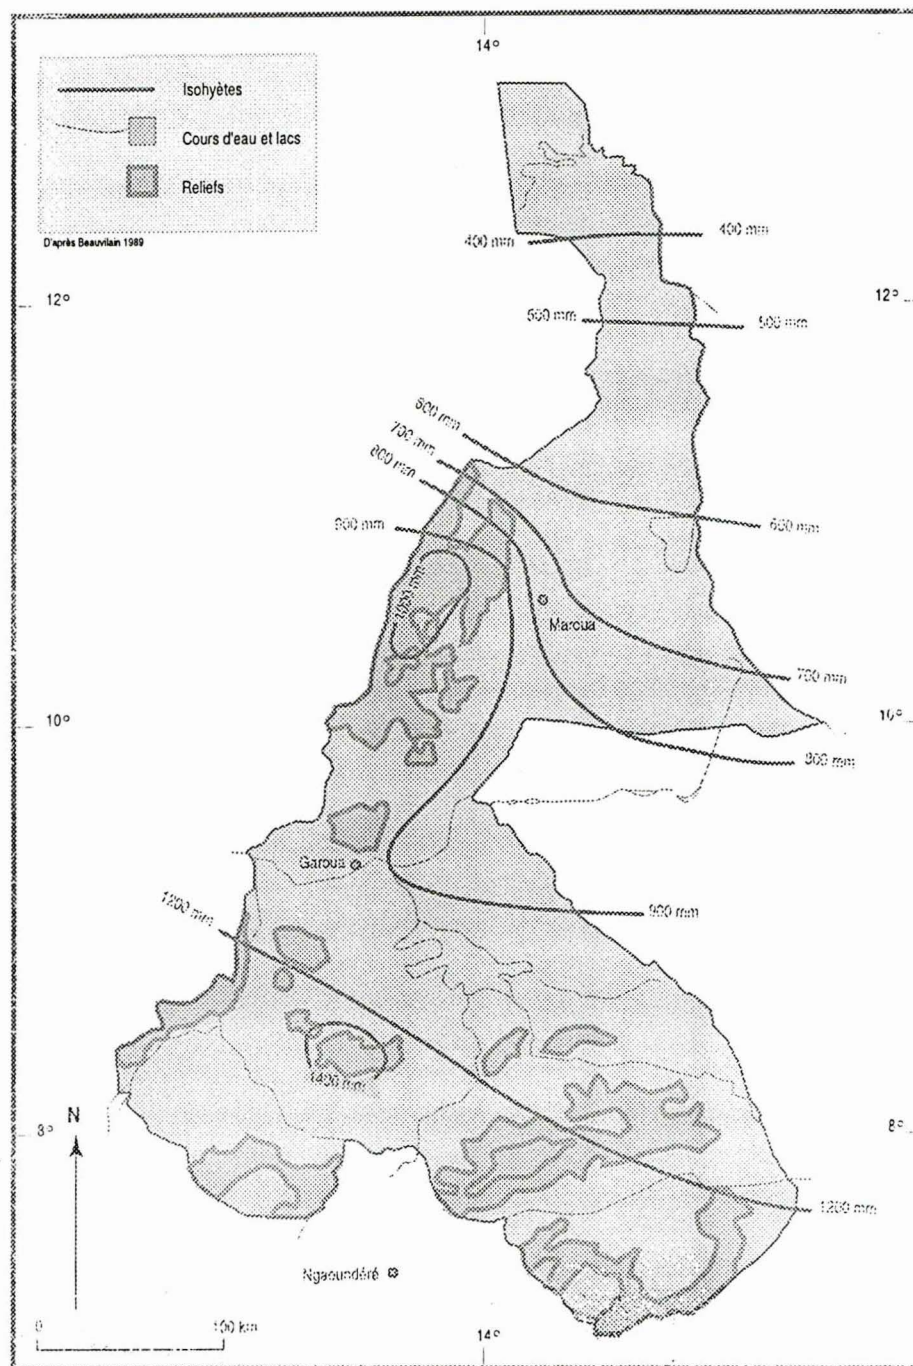 14°
Isohyètes
Cours d'eau et lacs
Reliefs
D'après Beauvilain 1989
400 mm
400 mm
12°
12°
500 mm
500 mm
600 mm
700 mm
800 mm
900 mm
600 mm
1000 mm
Maroua
700 mm
10°
10°
800 mm
Garoua
1200 mm
900 mm
1400 mm
N
8°
8°
1200 mm
Ngaoundéré
0
100 km
14°